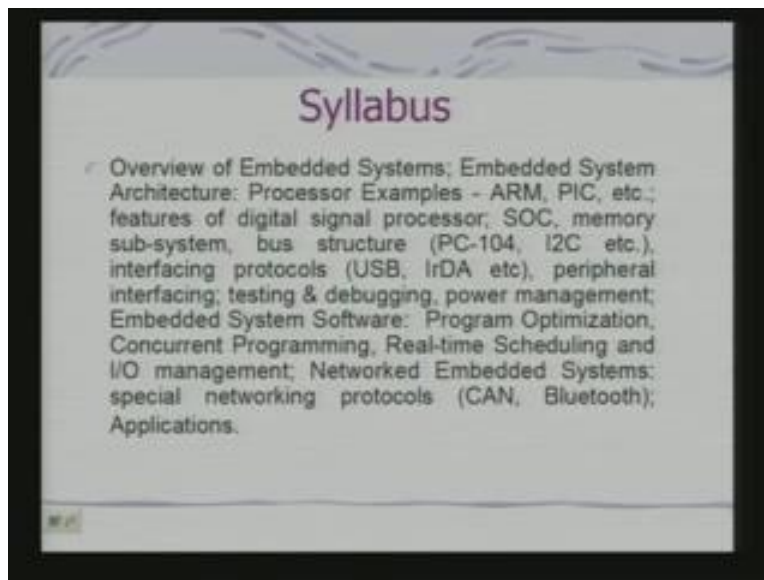 Syllabus
Overview of Embedded Systems; Embedded System
Architecture: Processor Examples - ARM, PIC, etc.;
features of digital signal processor; SOC, memory
sub-system, bus structure (PC-104, I2C etc.),
interfacing protocols (USB, IrDA etc), peripheral
interfacing; testing & debugging, power management;
Embedded System Software: Program Optimization,
Concurrent Programming, Real-time Scheduling and
I/O management; Networked Embedded Systems:
special networking protocols (CAN, Bluetooth);
Applications.